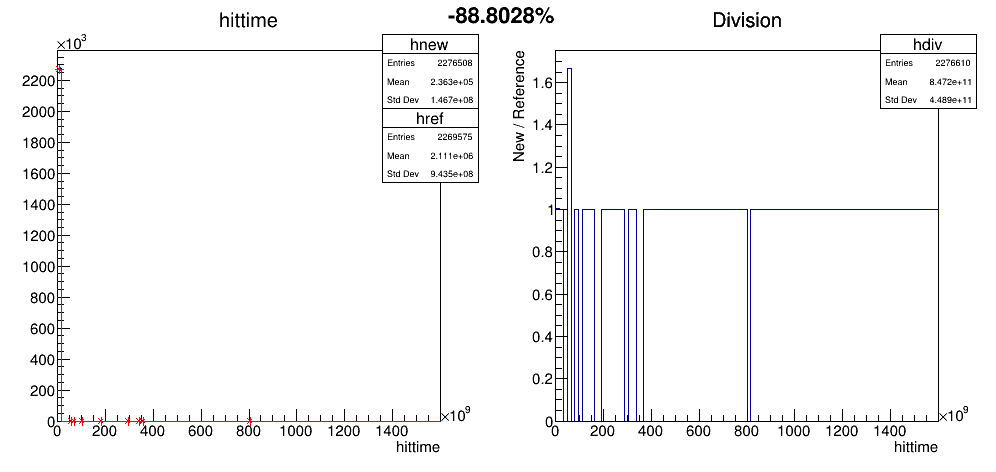 -88.8028%
hittime
×10³
hnew
Entries 2276508
Mean 2.363e+05
Std Dev 1.467e+08
href
Entries 2269575
Mean 2.111e+06
Std Dev 9.435e+08
2200
2000
1800
1600
1400
1200
1000
800
600
400
200
0
0 200 400 600 800 1000 1200 1400
×10⁹
hittime
Division
hdiv
Entries 2276610
Mean 8.472e+11
Std Dev 4.489e+11
New / Reference
1.6
1.4
1.2
1
0.8
0.6
0.4
0.2
0
0 200 400 600 800 1000 1200 1400
×10⁹
hittime